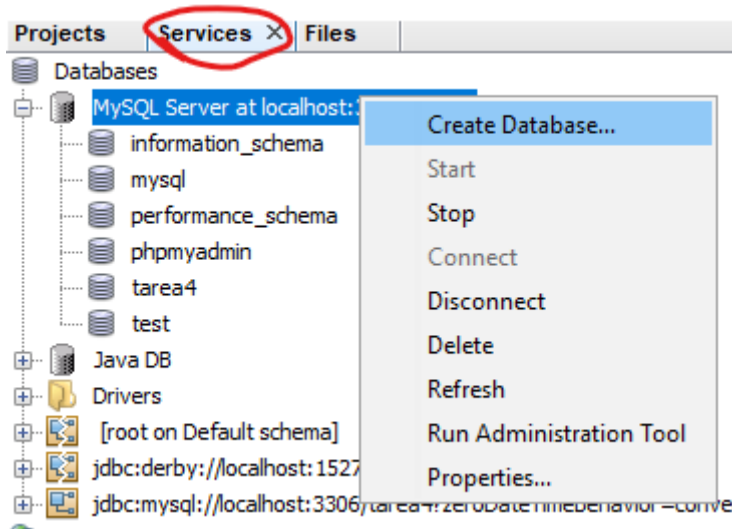 Projects Services × Files
Databases
MySQL Server at localhost:
Create Database...
information_schema
Start
mysql
Stop
performance_schema
Connect
phpmyadmin
Disconnect
tarea4
test
Delete
Java DB
Refresh
Drivers
[root on Default schema]
Run Administration Tool
jdbc:derby://localhost:1527
Properties...
jdbc:mysql://localhost:3306/tarea4?zeroDateTimeBehavior=conve